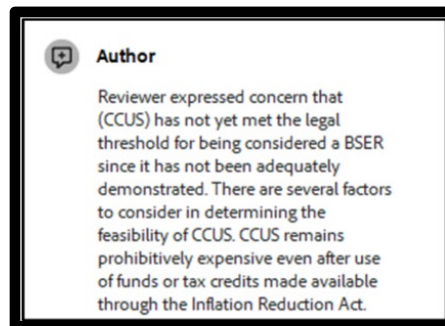 Author
Reviewer expressed concern that
(CCUS) has not yet met the legal
threshold for being considered a BSER
since it has not been adequately
demonstrated. There are several factors
to consider in determining the
feasibility of CCUS. CCUS remains
prohibitively expensive even after use
of funds or tax credits made available
through the Inflation Reduction Act.